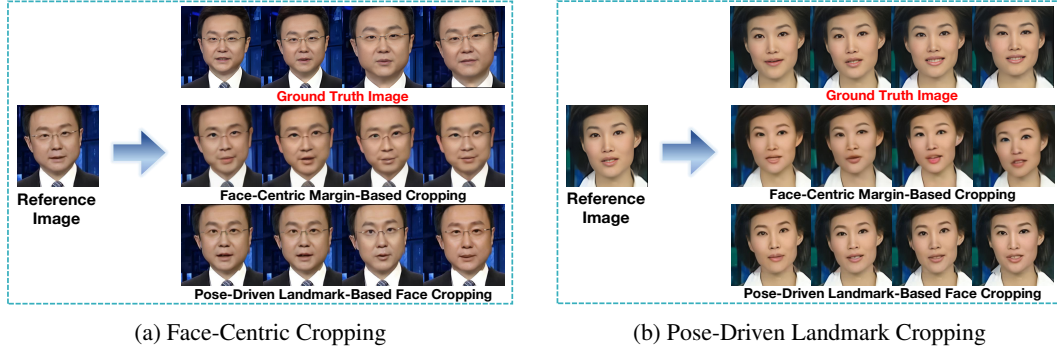 Ground Truth Image
Reference
Image
Face-Centric Margin-Based Cropping
Pose-Driven Landmark-Based Face Cropping
(a) Face-Centric Cropping
Ground Truth Image
Reference
Image
Face-Centric Margin-Based Cropping
Pose-Driven Landmark-Based Face Cropping
(b) Pose-Driven Landmark Cropping